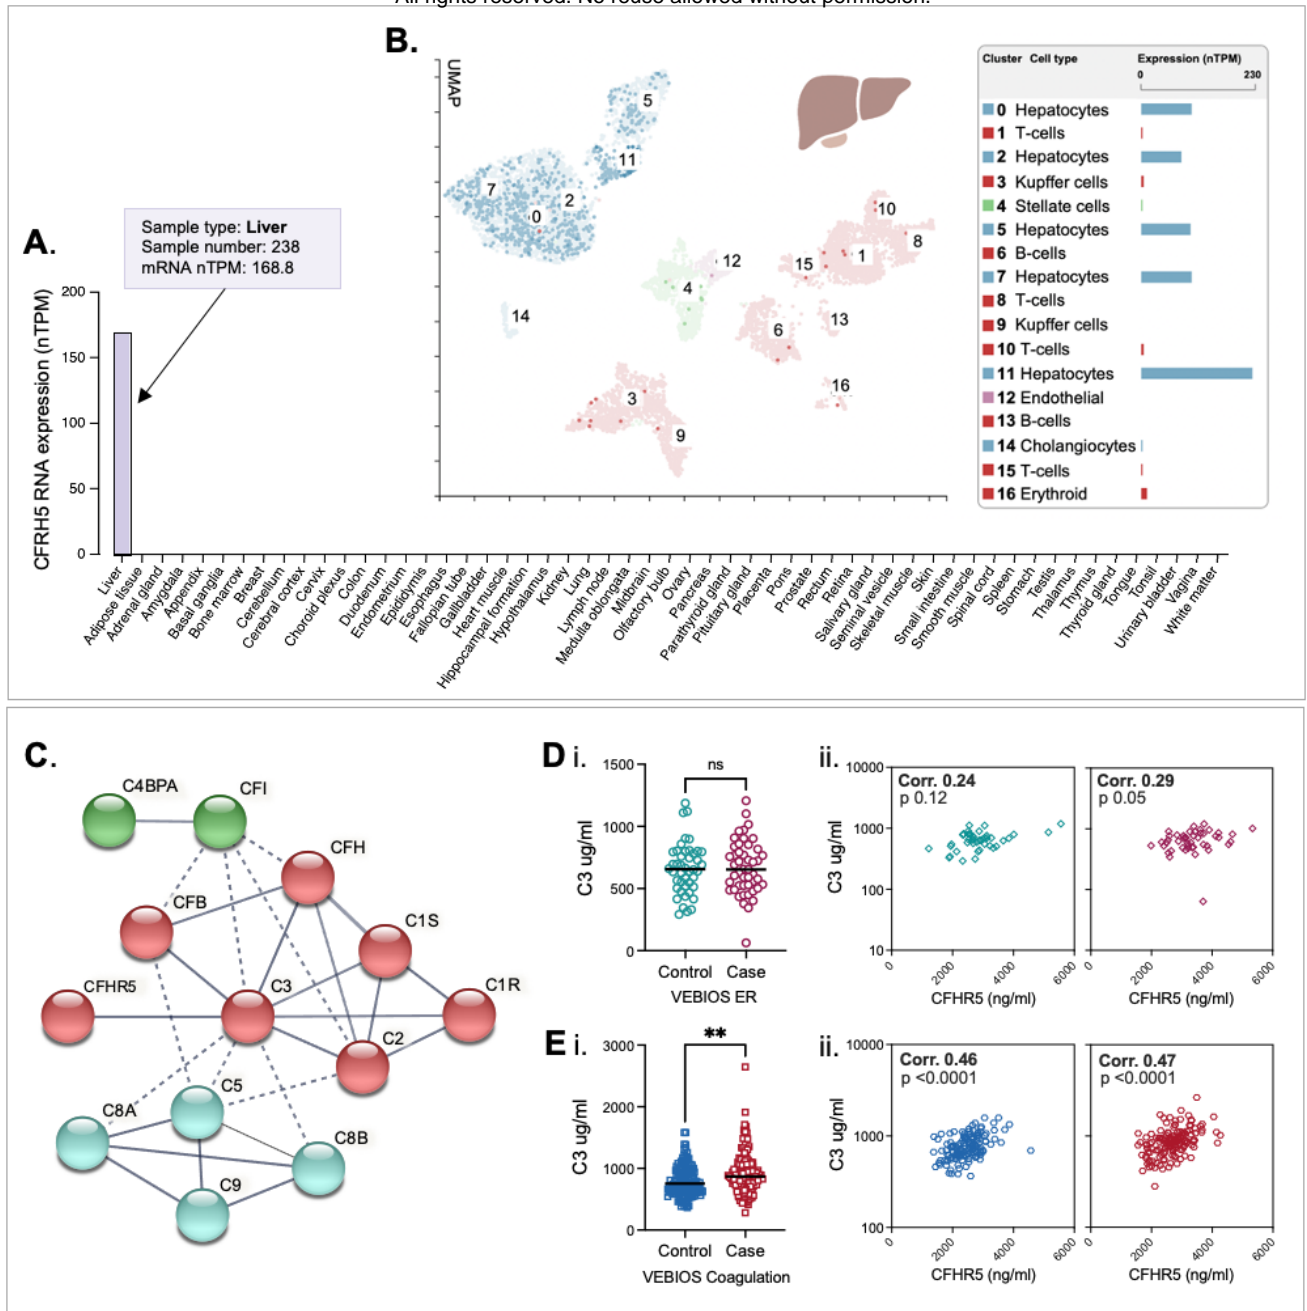 All rights reserved. No reuse allowed without permission.
A.
CFRH5 RNA expression (nTPM)
200
150
100
50
0
Sample type: Liver
Sample number: 238
mRNA nTPM: 168.8
Liver
Adipose tissue
Adrenal gland
Amygdala
Appendix
Basal ganglia
Bone marrow
Breast
Cerebellum
Cerebral cortex
Cervix
Choroid plexus
Colon
Duodenum
Endometrium
Epididymis
Esophagus
Fallopian tube
Gallbladder
Heart muscle
Hippocampal formation
Hypothalamus
Kidney
Lung
Lymph node
Medulla oblongata
Midbrain
Olfactory bulb
Ovary
Pancreas
Parathyroid gland
Pituitary gland
Placenta
Pons
Prostate
Rectum
Retina
Salivary gland
Seminal vesicle
Skeletal muscle
Skin
Small intestine
Smooth muscle
Spinal cord
Spleen
Stomach
Testis
Thalamus
Thymus
Thyroid gland
Tongue
Tonsil
Urinary bladder
Vagina
White matter
B.
UMAP
5
11
7
2
0
10
8
1
15
12
4
14
13
6
16
3
9
Cluster Cell type Expression (nTPM)
0 230
0 Hepatocytes
1 T-cells
2 Hepatocytes
3 Kupffer cells
4 Stellate cells
5 Hepatocytes
6 B-cells
7 Hepatocytes
8 T-cells
9 Kupffer cells
10 T-cells
11 Hepatocytes
12 Endothelial
13 B-cells
14 Cholangiocytes
15 T-cells
16 Erythroid
C.
C4BPA
CFI
CFH
CFB
C1S
CFHR5
C3
C1R
C2
C5
C8A
C8B
C9
D i.
C3 ug/ml
1500
1000
500
0
ns
Control Case
VEBIOS ER
ii.
C3 ug/ml
10000
1000
100
10
Corr. 0.24
p 0.12
0 2000 4000 6000
CFHR5 (ng/ml)
Corr. 0.29
p 0.05
0 2000 4000 6000
CFHR5 (ng/ml)
E i.
C3 ug/ml
3000
2000
1000
0
**
Control Case
VEBIOS Coagulation
ii.
C3 ug/ml
10000
1000
100
Corr. 0.46
p <0.0001
0 2000 4000 6000
CFHR5 (ng/ml)
Corr. 0.47
p <0.0001
0 2000 4000 6000
CFHR5 (ng/ml)